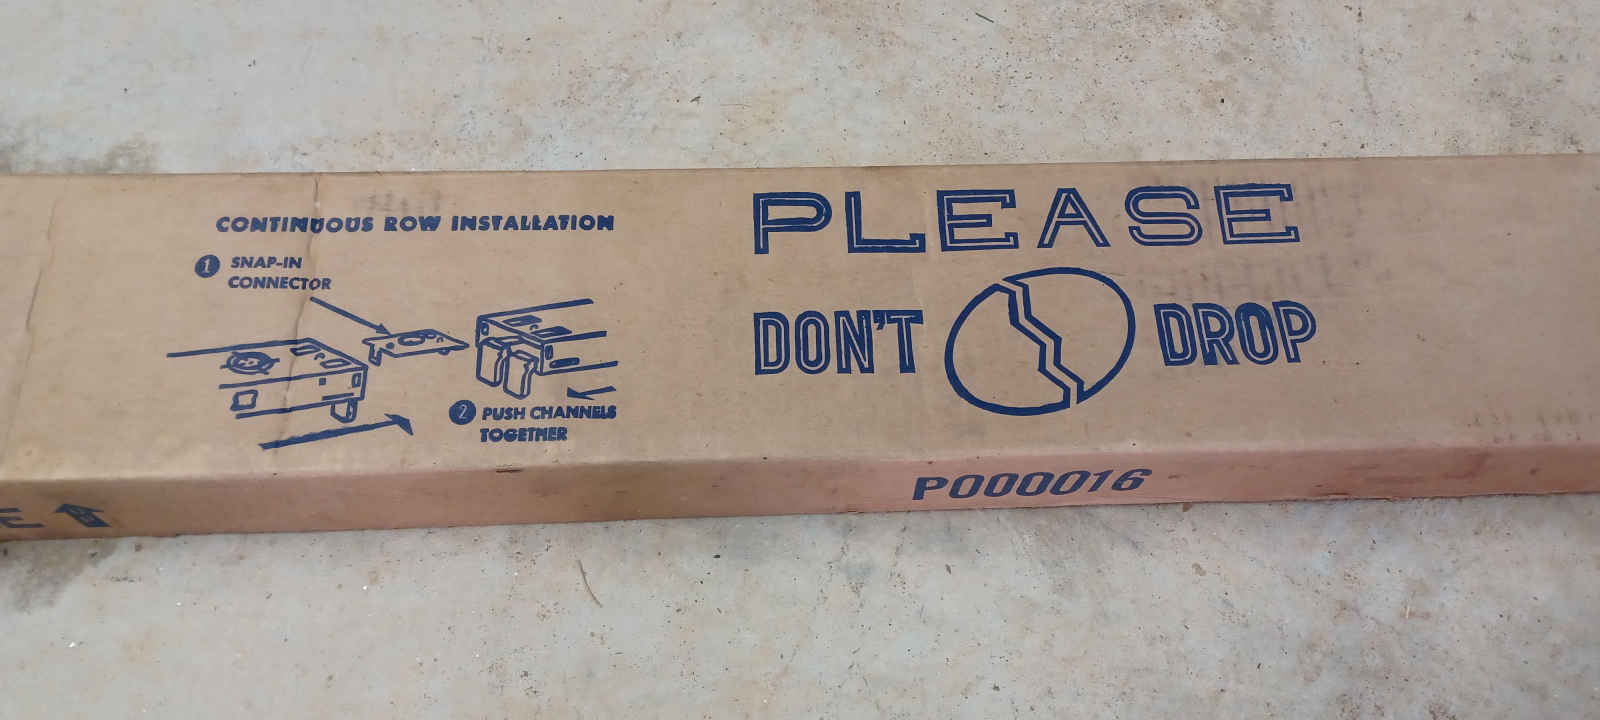 CONTINUOUS ROW INSTALLATION
1 SNAP-IN
CONNECTOR
2 PUSH CHANNELS
TOGETHER
PLEASE
DON'T DROP
P000016